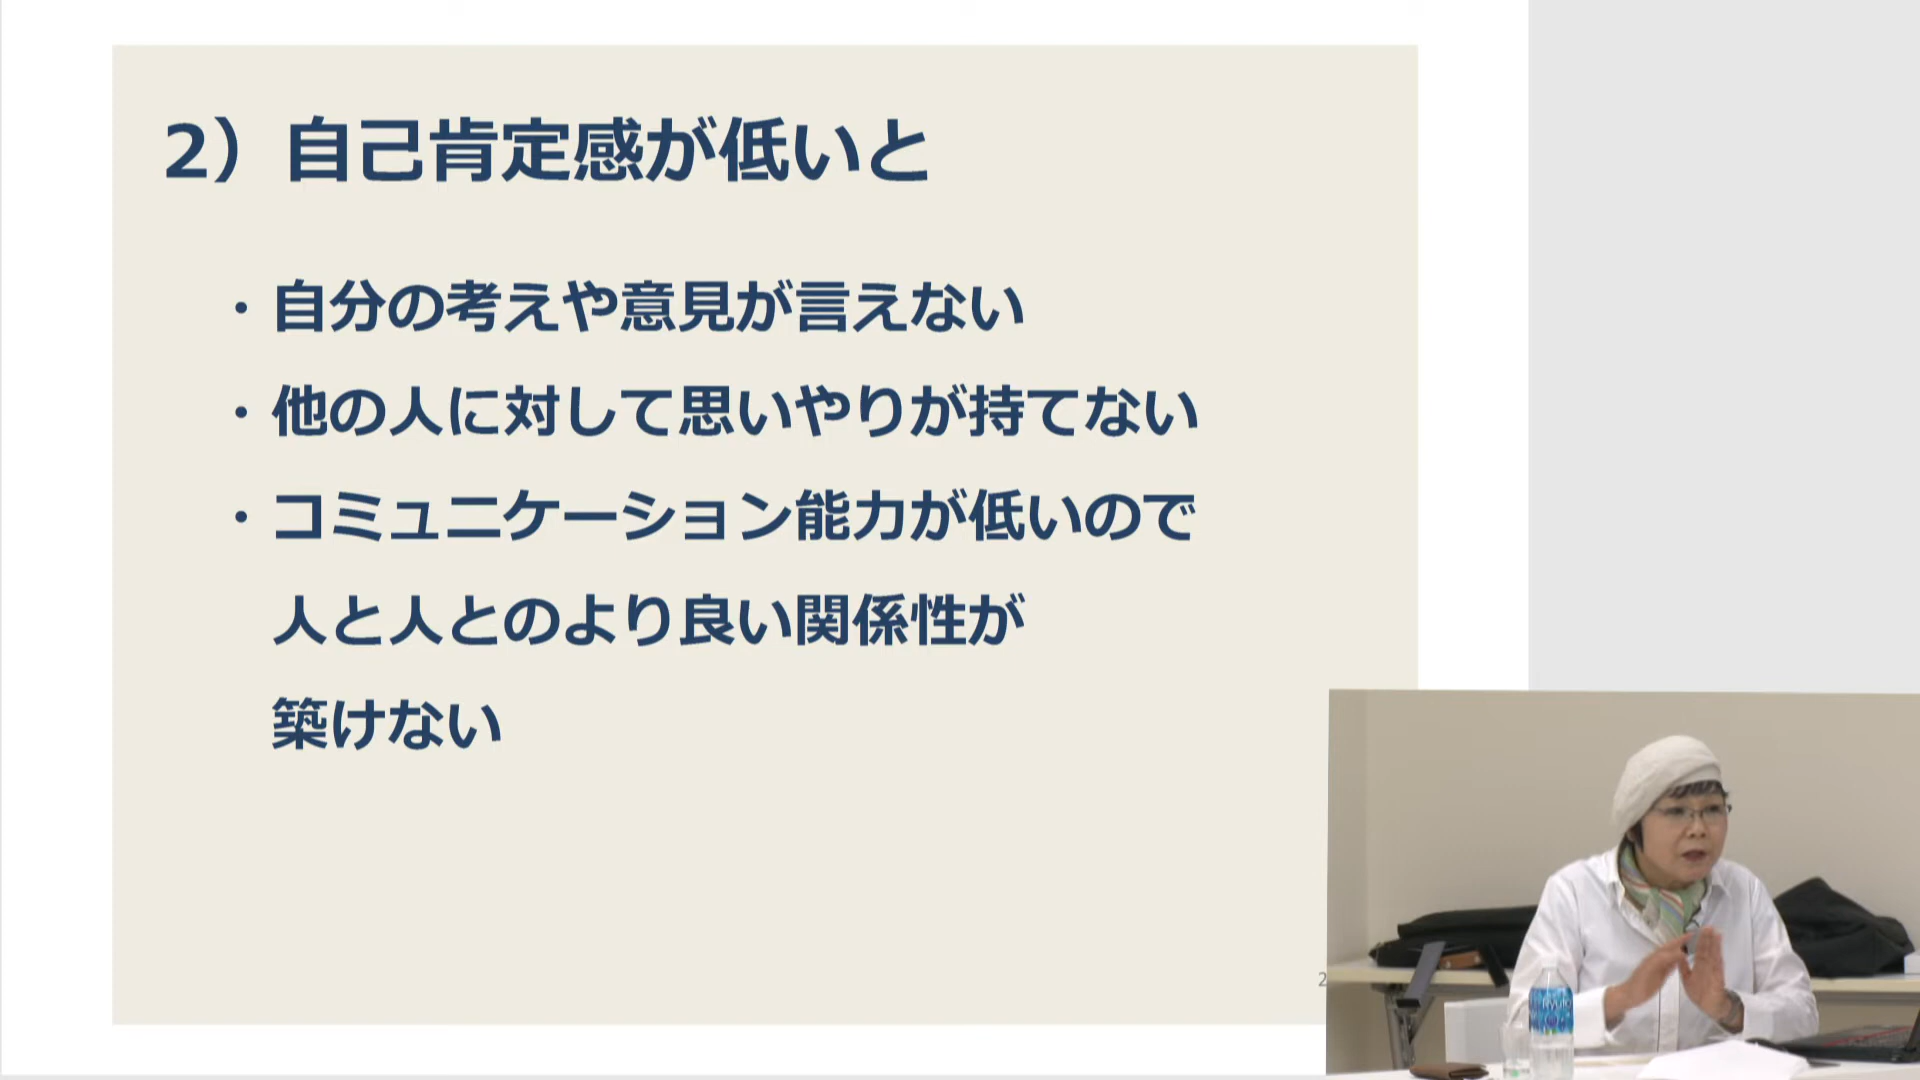 2）自己肯定感が低いと
・自分の考えや意見が言えない
・他の人に対して思いやりが持てない
・コミュニケーション能力が低いので
人と人とのより良い関係性が
築けない
2